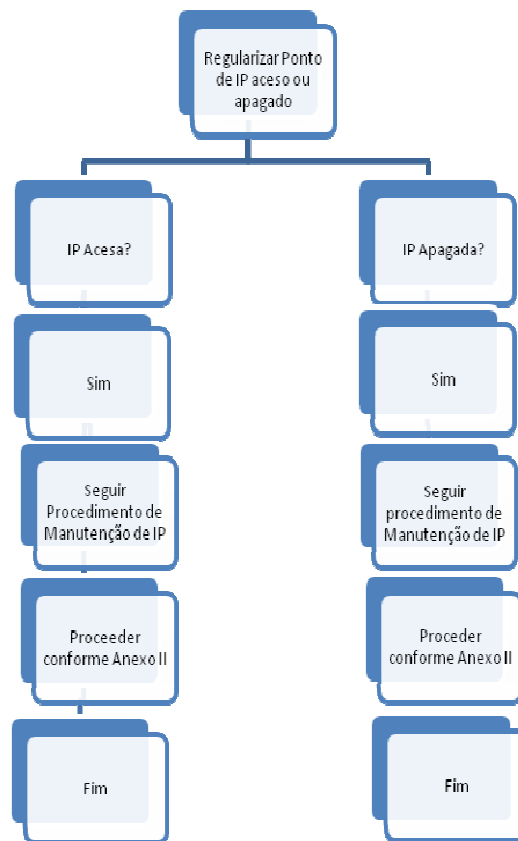 Regularizar Ponto
de IP aceso ou
apagado
IP Acesa?
Sim
Seguir
Procedimento de
Manutenção de IP
Proceeder
conforme Anexo II
Fim
IP Apagada?
Sim
Seguir
procedimento de
Manutenção de IP
Proceder
conforme Anexo II
Fim